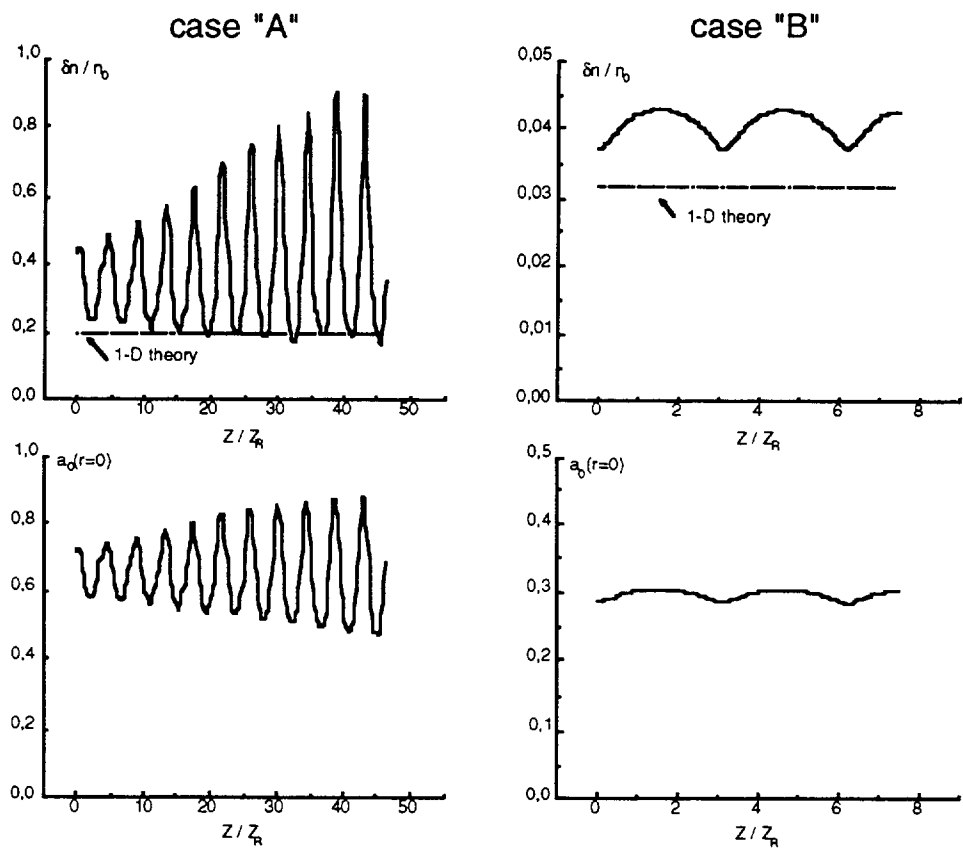 case "A"
1,0
δn / n₀
0,8
0,6
0,4
0,2
0,0
1-D theory
0 10 20 30 40 50
Z / Z_R
case "B"
0,05
δn / n₀
0,04
0,03
0,02
0,01
0,00
1-D theory
0 2 4 6 8
Z / Z_R
1,0
a₀(r=0)
0,8
0,6
0,4
0,2
0,0
0 10 20 30 40 50
Z / Z_R
0,5
a₀(r=0)
0,4
0,3
0,2
0,1
0,0
0 2 4 6 8
Z / Z_R